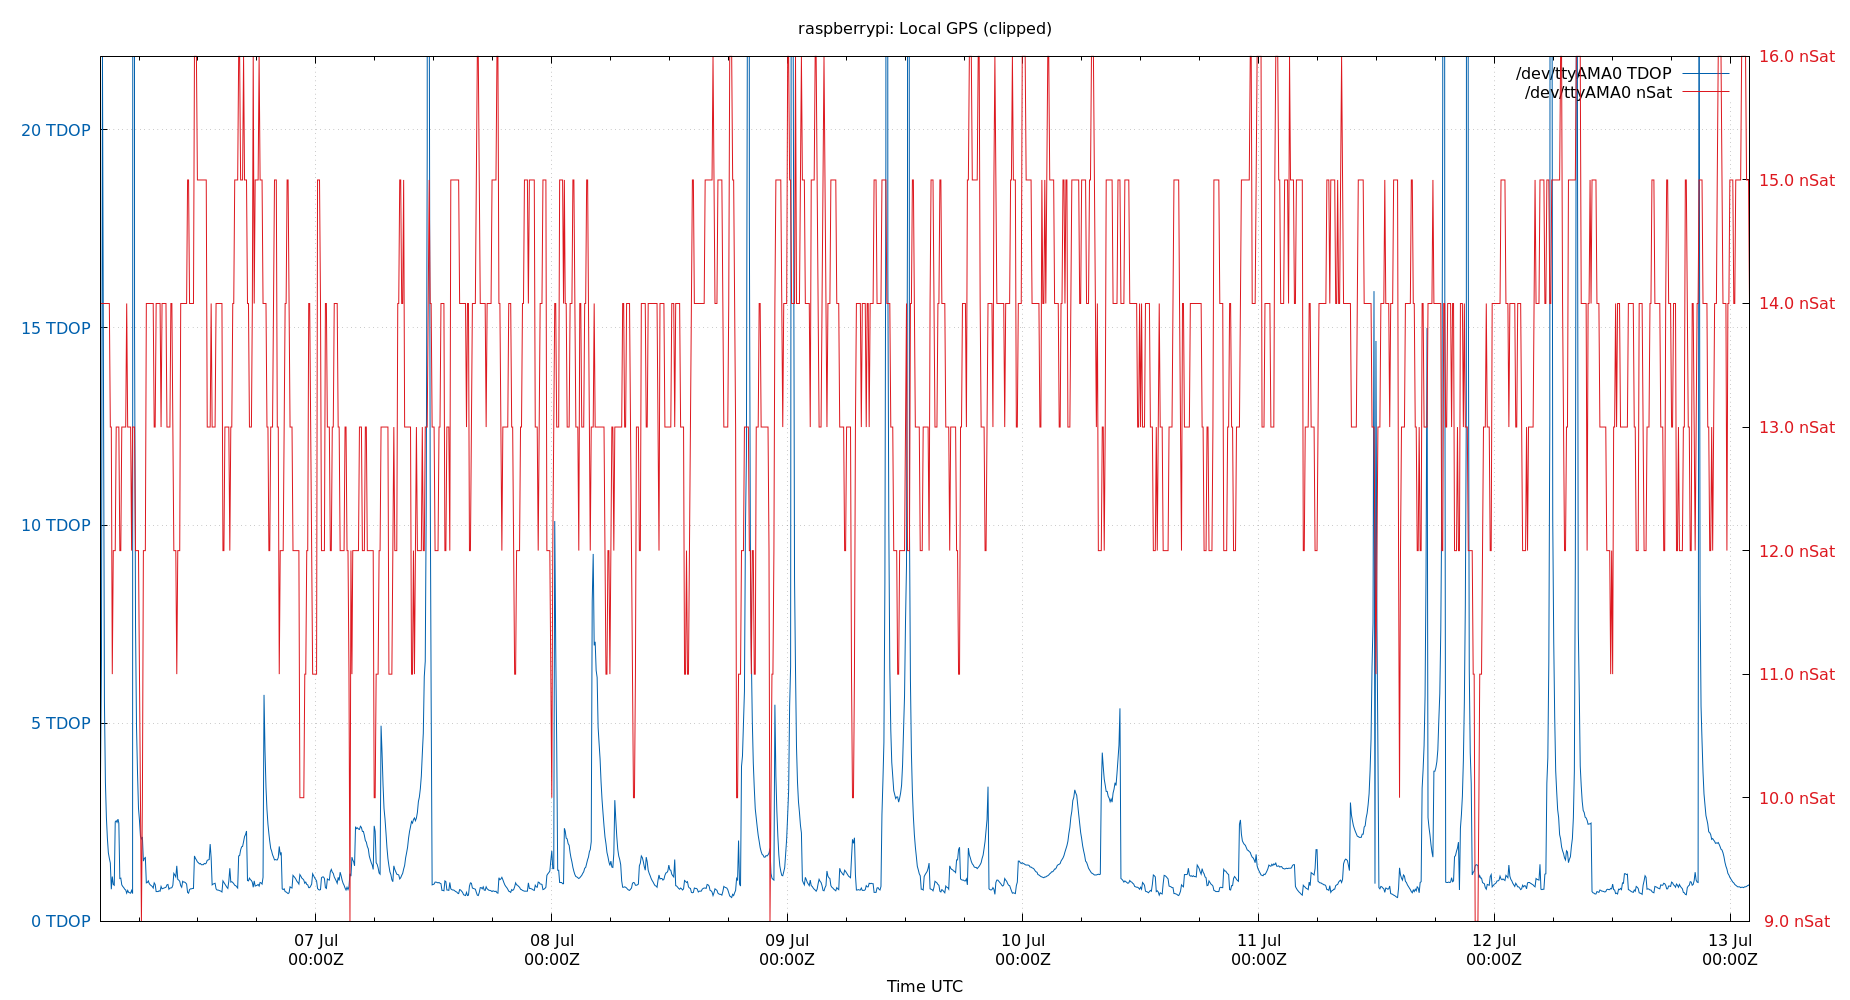 raspberrypi: Local GPS (clipped)
16.0 nSat
/dev/ttyAMA0 TDOP
/dev/ttyAMA0 nSat
20 TDOP
15.0 nSat
15 TDOP
14.0 nSat
13.0 nSat
10 TDOP
12.0 nSat
11.0 nSat
5 TDOP
10.0 nSat
0 TDOP
9.0 nSat
07 Jul 08 Jul 09 Jul 10 Jul 11 Jul 12 Jul 13 Jul
00:00Z 00:00Z 00:00Z 00:00Z 00:00Z 00:00Z 00:00Z
Time UTC